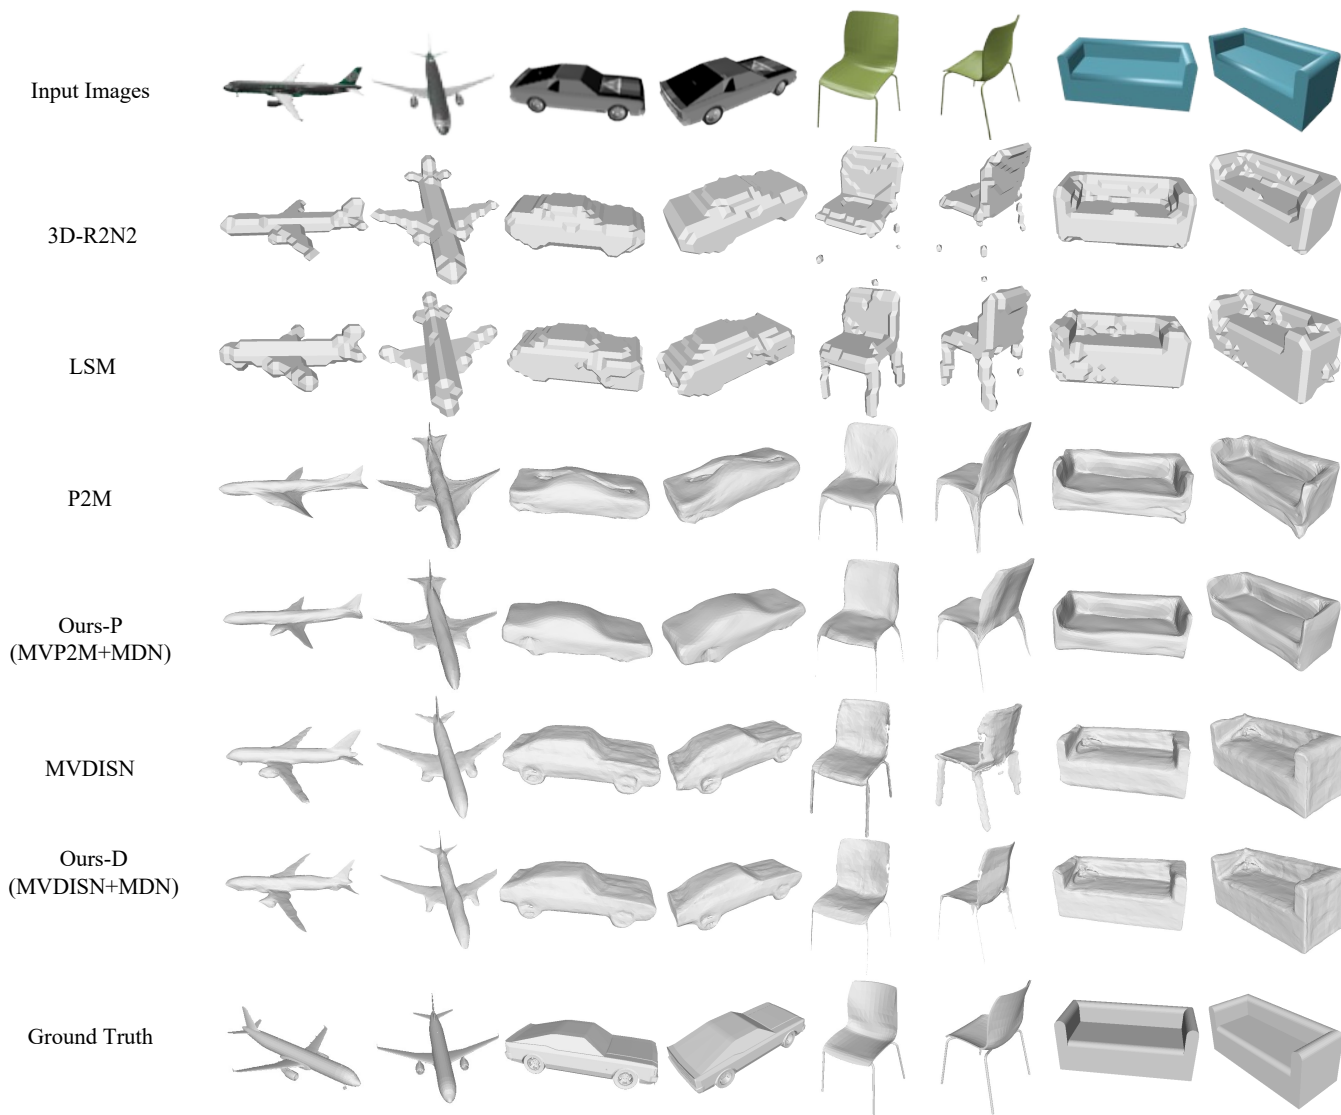 Input Images
3D-R2N2
LSM
P2M
Ours-P
(MVP2M+MDN)
MVDISN
Ours-D
(MVDISN+MDN)
Ground Truth